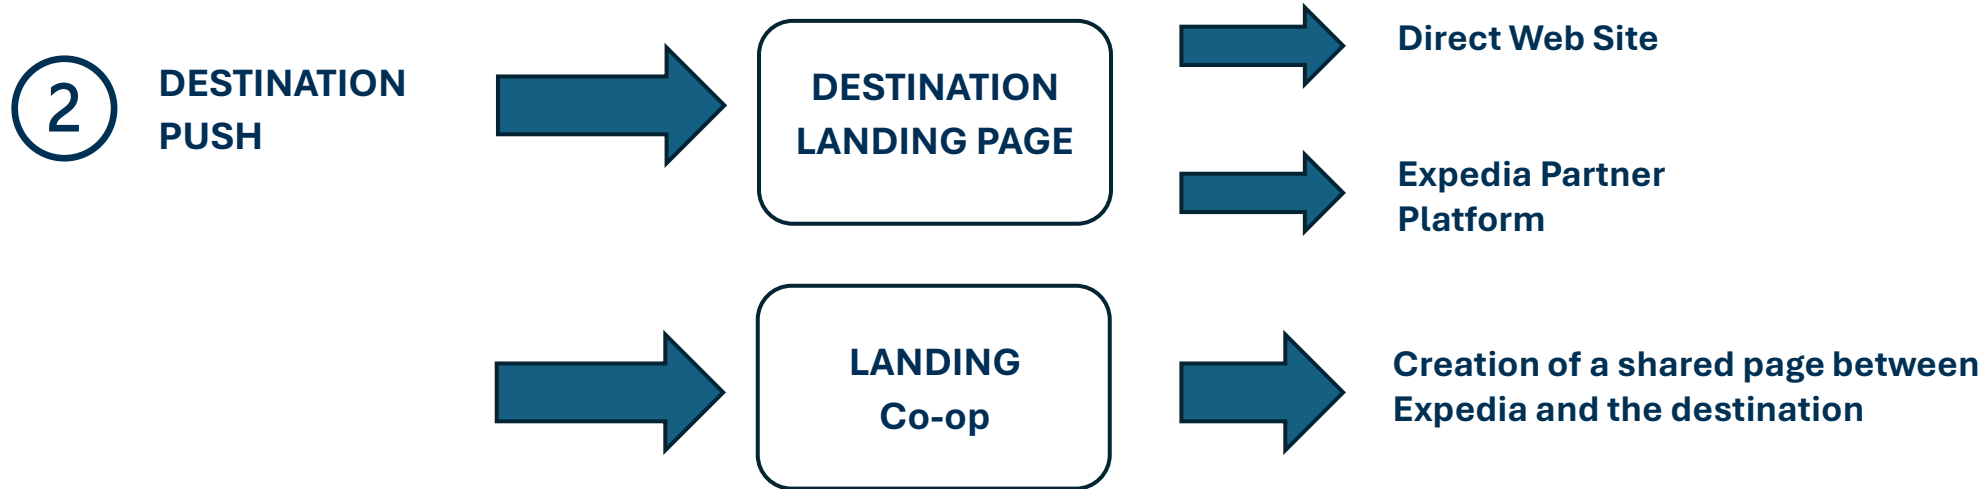 2
DESTINATION
PUSH
DESTINATION
LANDING PAGE
Direct Web Site
Expedia Partner
Platform
LANDING
Co-op
Creation of a shared page between
Expedia and the destination